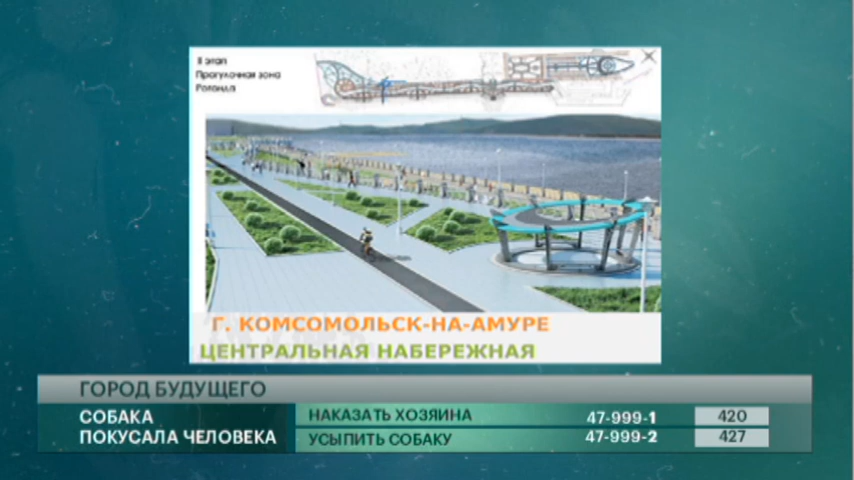 II этап
Прогулочная зона
Ротонда
Г. КОМСОМОЛЬСК-НА-АМУРЕ
ЦЕНТРАЛЬНАЯ НАБЕРЕЖНАЯ
ГОРОД БУДУЩЕГО
СОБАКА
ПОКУСАЛА ЧЕЛОВЕКА
НАКАЗАТЬ ХОЗЯИНА 47-999-1 420
УСЫПИТЬ СОБАКУ 47-999-2 427